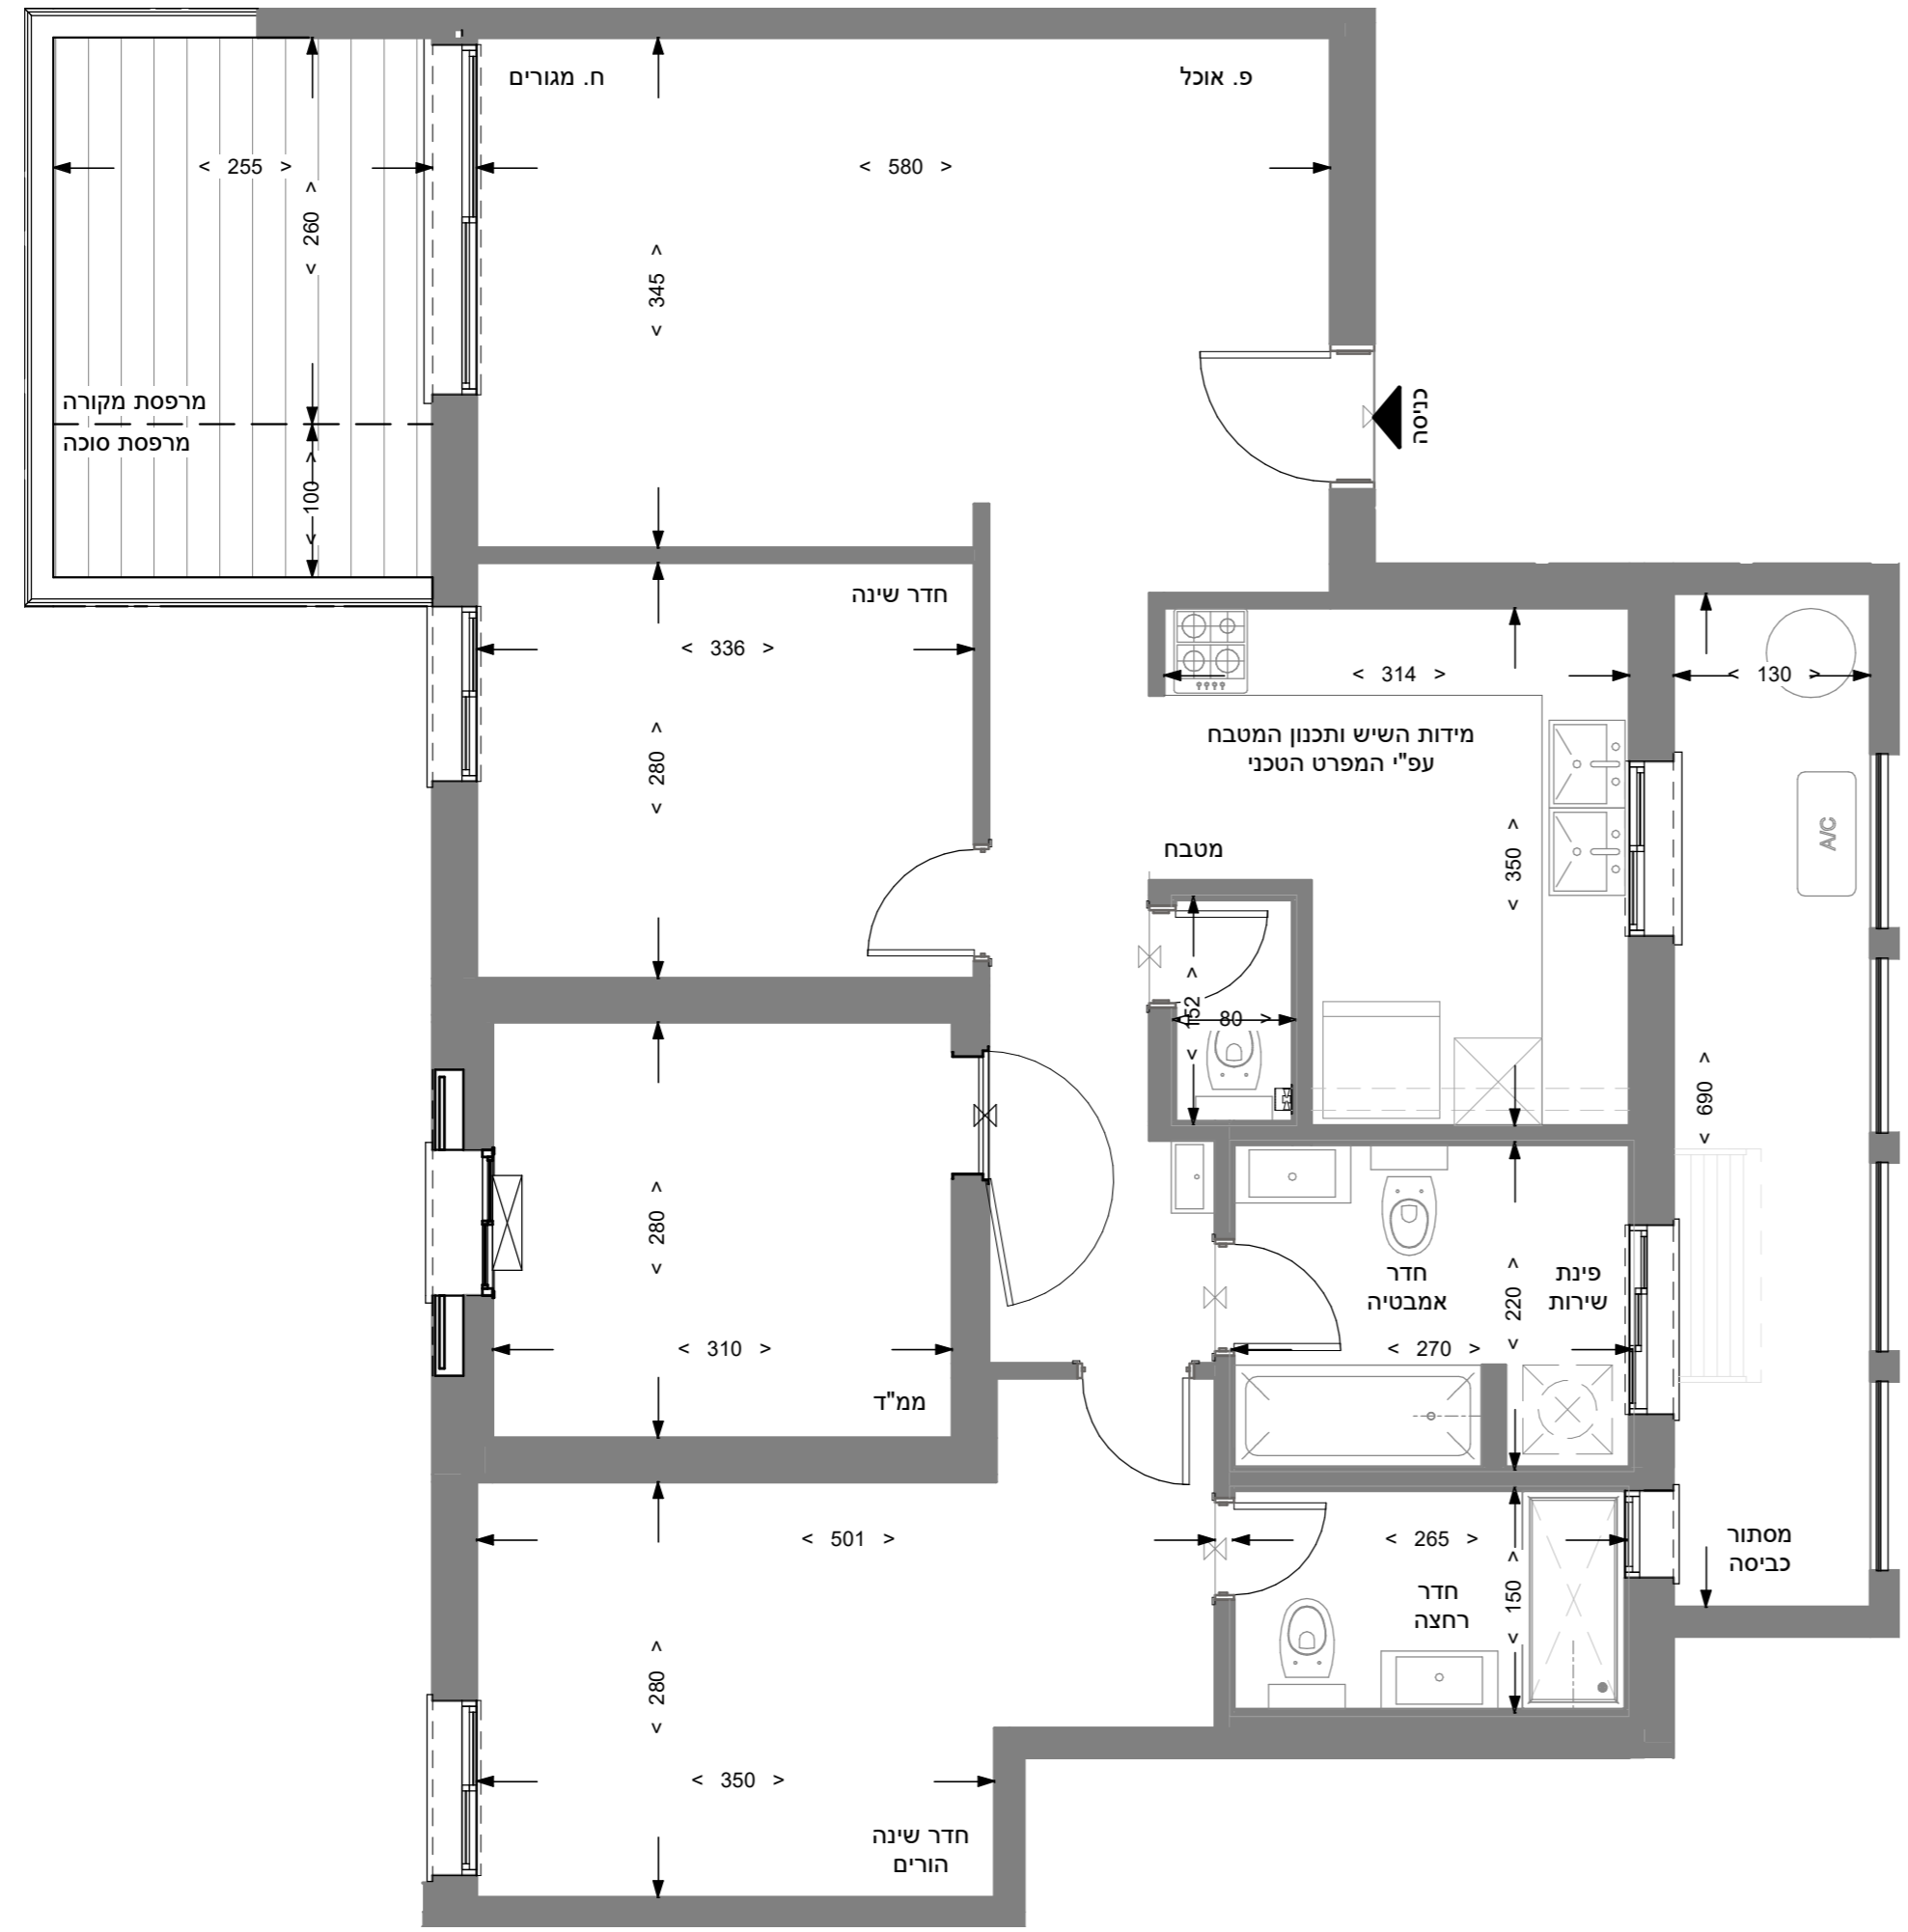 פ. אוכל
ח. מגורים
< 580 >
< 255 >
< 260 >
< 345 >
מרפסת מקורה
מרפסת סוכה
< 100 >
כניסה
חדר שינה
< 336 >
< 280 >
< 314 >
< 130 >
מידות השיש ותכנון המטבח
עפ"י המפרט הטכני
A/C
< 350 >
מטבח
< 152 >
< 80 >
< 690 >
< 280 >
< 310 >
ממ"ד
חדר
אמבטיה
פינת
שירות
< 220 >
< 270 >
< 501 >
< 265 >
< 150 >
חדר
רחצה
מסתור
כביסה
< 280 >
< 350 >
חדר שינה
הורים